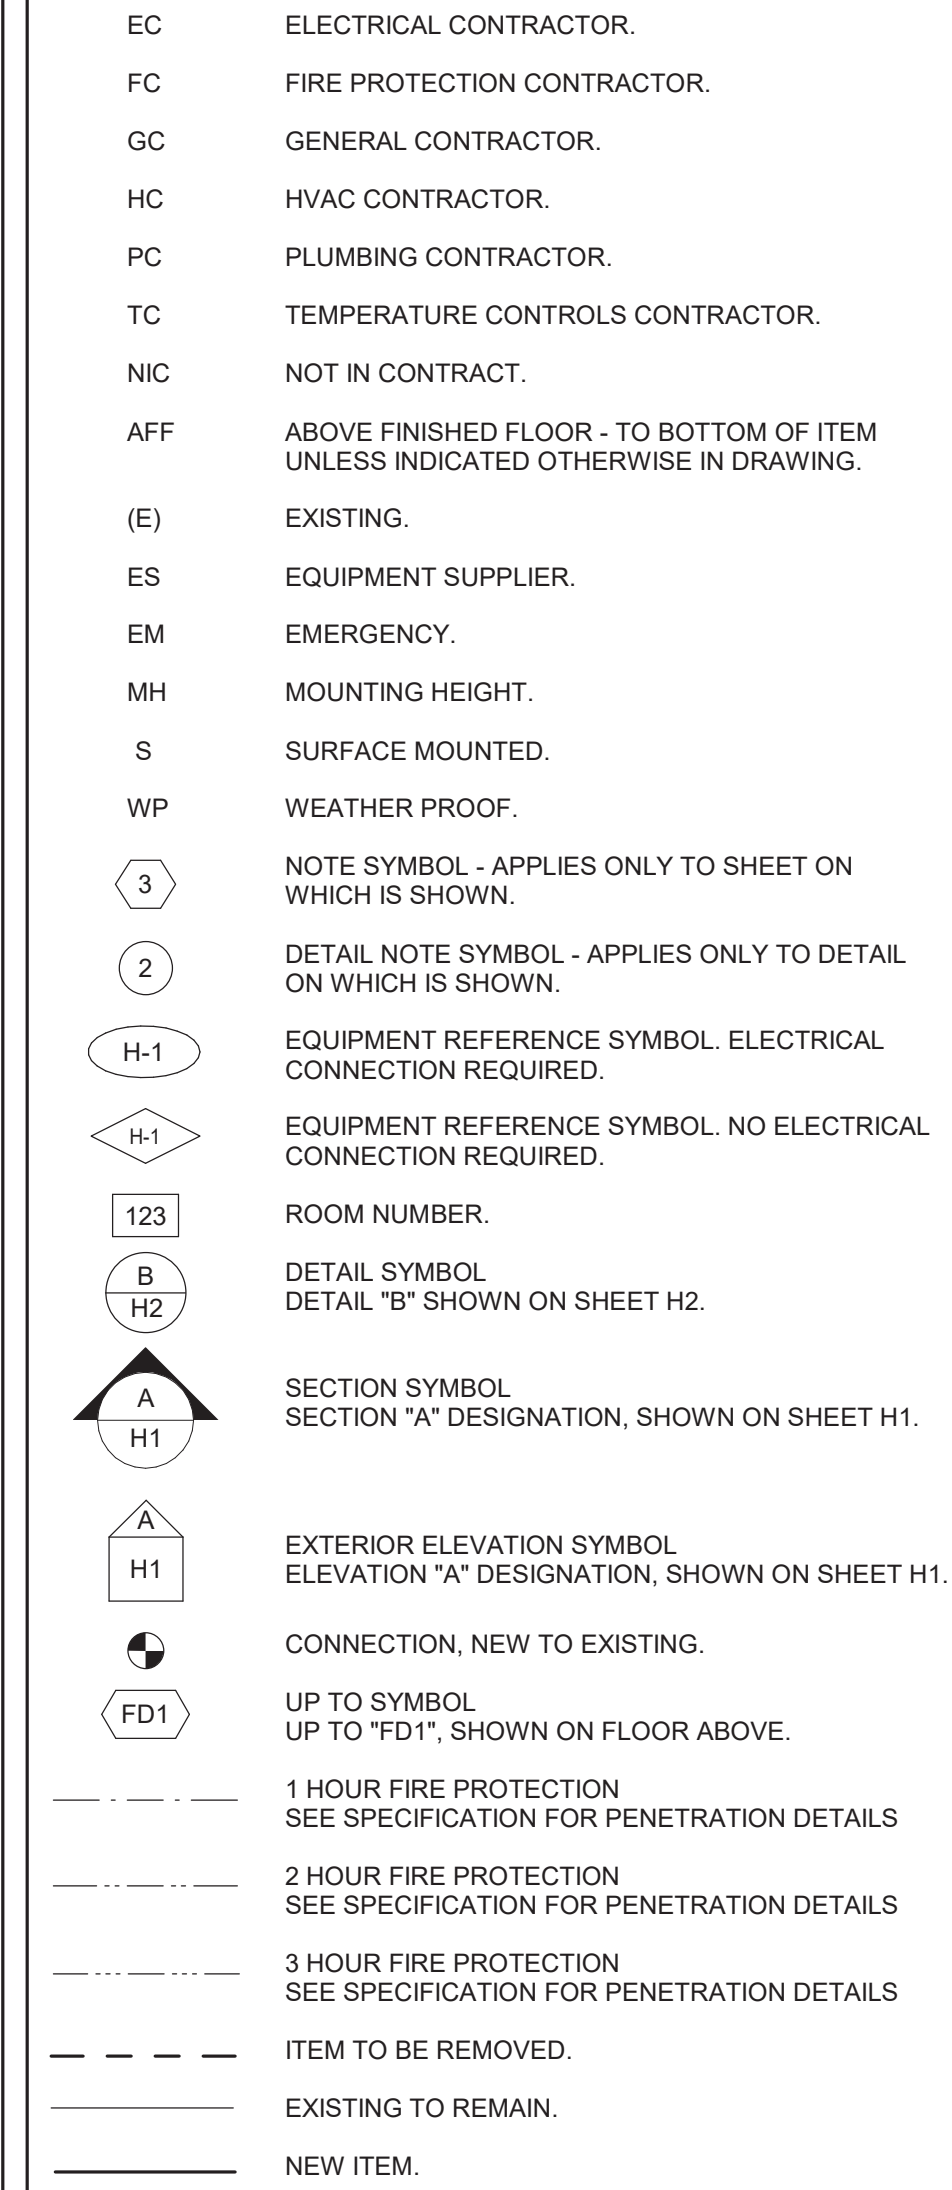 EC ELECTRICAL CONTRACTOR.
FC FIRE PROTECTION CONTRACTOR.
GC GENERAL CONTRACTOR.
HC HVAC CONTRACTOR.
PC PLUMBING CONTRACTOR.
TC TEMPERATURE CONTROLS CONTRACTOR.
NIC NOT IN CONTRACT.
AFF ABOVE FINISHED FLOOR - TO BOTTOM OF ITEM
UNLESS INDICATED OTHERWISE IN DRAWING.
(E) EXISTING.
ES EQUIPMENT SUPPLIER.
EM EMERGENCY.
MH MOUNTING HEIGHT.
S SURFACE MOUNTED.
WP WEATHER PROOF.
3 NOTE SYMBOL - APPLIES ONLY TO SHEET ON
WHICH IS SHOWN.
2 DETAIL NOTE SYMBOL - APPLIES ONLY TO DETAIL
ON WHICH IS SHOWN.
H-1 EQUIPMENT REFERENCE SYMBOL. ELECTRICAL
CONNECTION REQUIRED.
H-1 EQUIPMENT REFERENCE SYMBOL. NO ELECTRICAL
CONNECTION REQUIRED.
123 ROOM NUMBER.
B DETAIL SYMBOL
H2 DETAIL "B" SHOWN ON SHEET H2.
A SECTION SYMBOL
SECTION "A" DESIGNATION, SHOWN ON SHEET H1.
H1
A
EXTERIOR ELEVATION SYMBOL
H1 ELEVATION "A" DESIGNATION, SHOWN ON SHEET H1.
CONNECTION, NEW TO EXISTING.
FD1 UP TO SYMBOL
UP TO "FD1", SHOWN ON FLOOR ABOVE.
1 HOUR FIRE PROTECTION
SEE SPECIFICATION FOR PENETRATION DETAILS
2 HOUR FIRE PROTECTION
SEE SPECIFICATION FOR PENETRATION DETAILS
3 HOUR FIRE PROTECTION
SEE SPECIFICATION FOR PENETRATION DETAILS
ITEM TO BE REMOVED.
EXISTING TO REMAIN.
NEW ITEM.